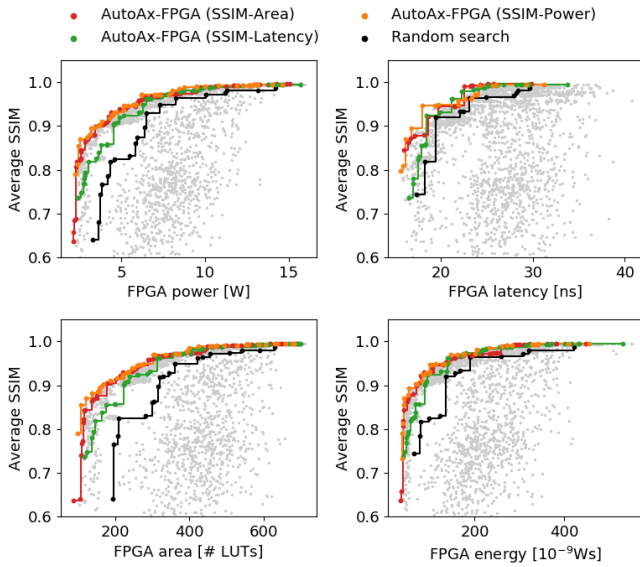 AutoAx-FPGA (SSIM-Area)
AutoAx-FPGA (SSIM-Power)
AutoAx-FPGA (SSIM-Latency)
Random search
1.0
0.9
0.8
0.7
0.6
Average SSIM
5
10
15
FPGA power [W]
1.0
0.9
0.8
0.7
0.6
Average SSIM
20
30
40
FPGA latency [ns]
1.0
0.9
0.8
0.7
0.6
Average SSIM
200
400
600
FPGA area [# LUTs]
1.0
0.9
0.8
0.7
0.6
Average SSIM
0
200
400
FPGA energy [10⁻⁹Ws]